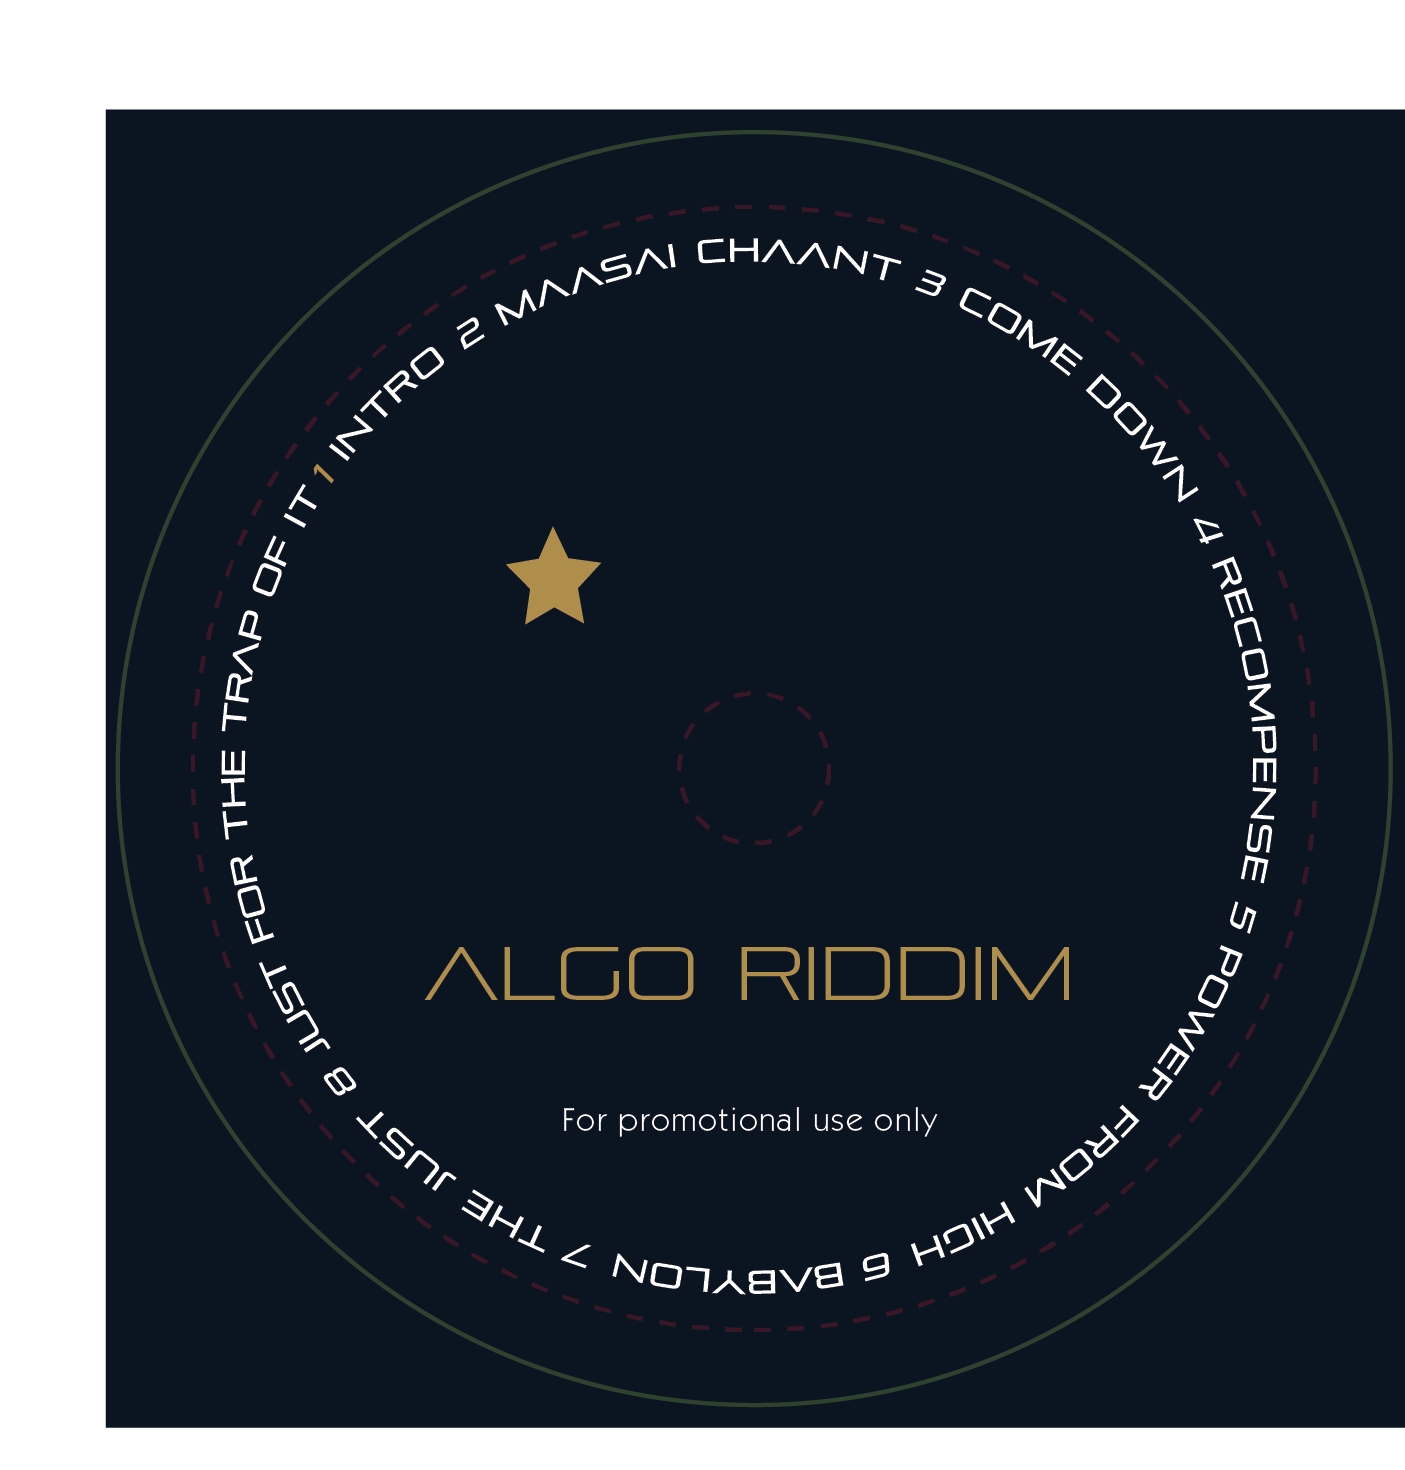 1 INTRO 2 MAASAI CHAANT 3 COME DOWN 4 RECOMPENSE 5 POWER FROM HIGH 6 BABYLON 7 THE JUST 8 JUST FOR THE TRAP OF IT
ALGO RIDDIM
For promotional use only